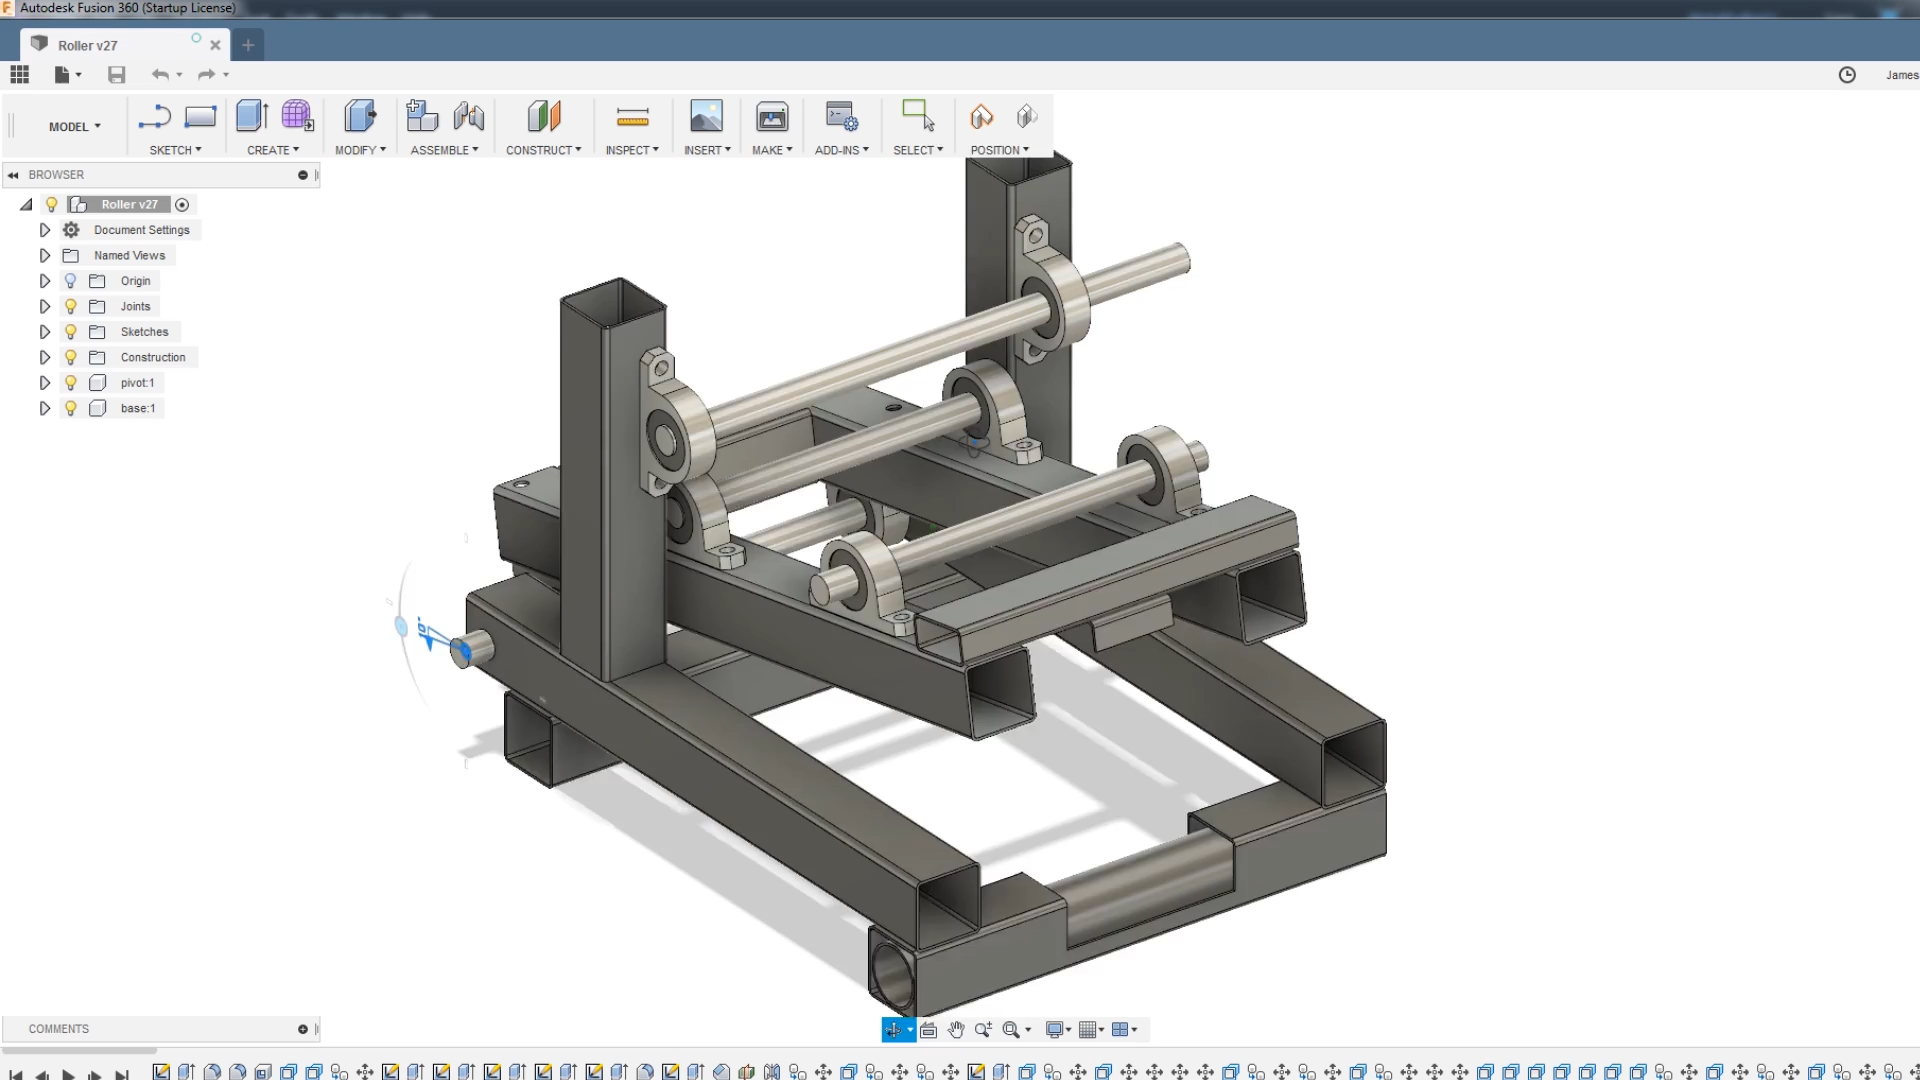 Autodesk Fusion 360 (Startup License)
Roller v27
James
MODEL
SKETCH
CREATE
MODIFY
ASSEMBLE
CONSTRUCT
INSPECT
INSERT
MAKE
ADD-INS
SELECT
POSITION
BROWSER
Roller v27
Document Settings
Named Views
Origin
Joints
Sketches
Construction
pivot:1
base:1
COMMENTS